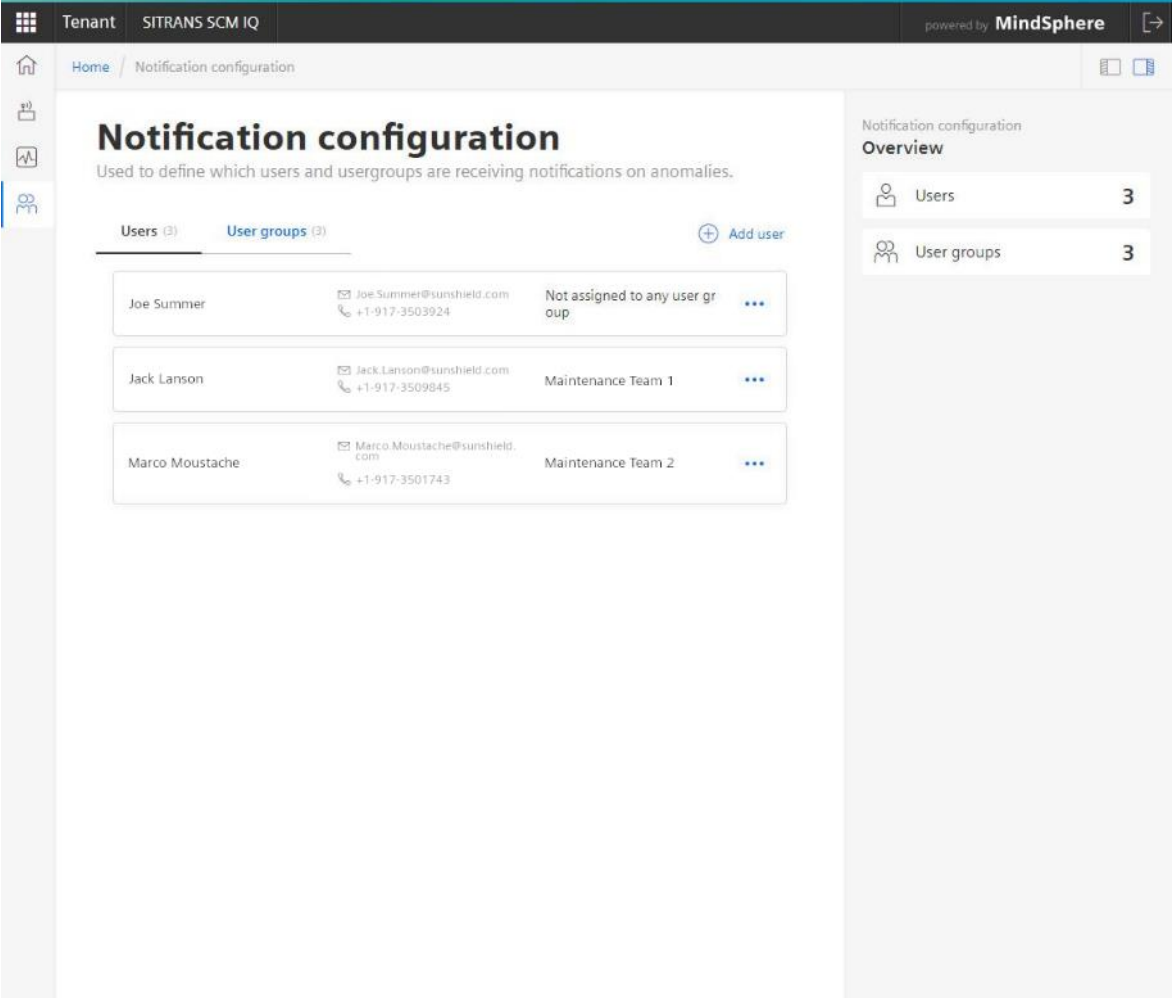 Tenant SITRANS SCM IQ powered by MindSphere
Home / Notification configuration
Notification configuration
Used to define which users and usergroups are receiving notifications on anomalies.
Users (3) User groups (3) Add user
Joe Summer
Joe.Summer@sunshield.com
+1-917-3503924
Not assigned to any user gr
oup
Jack Lanson
Jack.Lanson@sunshield.com
+1-917-3509845
Maintenance Team 1
Marco Moustache
Marco.Moustache@sunshield.
com
+1-917-3501743
Maintenance Team 2
Notification configuration
Overview
Users 3
User groups 3